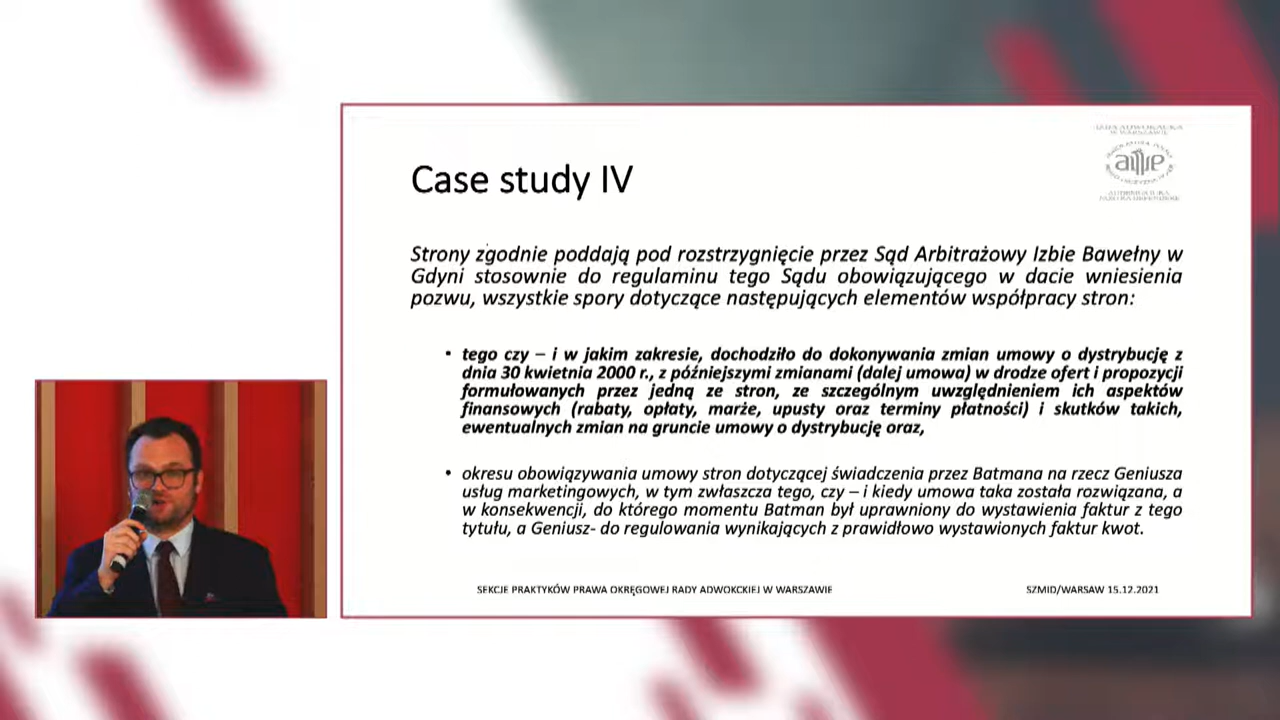 IZBA ADWOKACKA
W WARSZAWIE
Case study IV
Strony zgodnie poddają pod rozstrzygnięcie przez Sąd Arbitrażowy Izbie Bawełny w
Gdyni stosownie do regulaminu tego Sądu obowiązującego w dacie wniesienia
pozwu, wszystkie spory dotyczące następujących elementów współpracy stron:
• tego czy – i w jakim zakresie, dochodziło do dokonywania zmian umowy o dystrybucję z
dnia 30 kwietnia 2000 r., z późniejszymi zmianami (dalej umowa) w drodze ofert i propozycji
formułowanych przez jedną ze stron, ze szczególnym uwzględnieniem ich aspektów
finansowych (rabaty, opłaty, marże, upusty oraz terminy płatności) i skutków takich,
ewentualnych zmian na gruncie umowy o dystrybucję oraz,
• okresu obowiązywania umowy stron dotyczącej świadczenia przez Batmana na rzecz Geniusza
usług marketingowych, w tym zwłaszcza tego, czy – i kiedy umowa taka została rozwiązana, a
w konsekwencji, do którego momentu Batman był uprawniony do wystawienia faktur z tego
tytułu, a Geniusz- do regulowania wynikających z prawidłowo wystawionych faktur kwot.
SEKCJE PRAKTYKÓW PRAWA OKRĘGOWEJ RADY ADWOKCKIEJ W WARSZAWIE
SZMID/WARSAW 15.12.2021